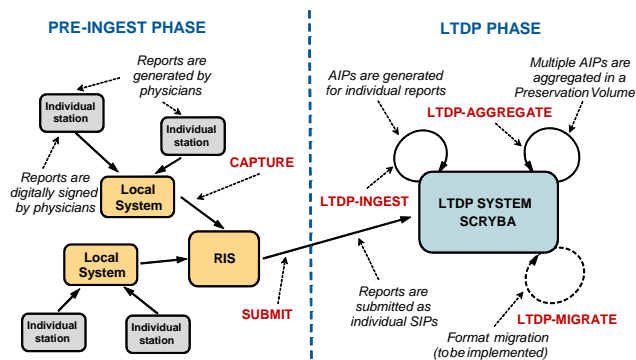 PRE-INGEST PHASE
Reports are
generated by
physicians
Individual
station
Individual
station
Reports are
digitally signed
by physicians
Local
System
CAPTURE
Local
System
RIS
SUBMIT
Individual
station
Individual
station
LTDP PHASE
AIPs are generated
for individual reports
Multiple AIPs are
aggregated in a
Preservation Volume
LTDP-AGGREGATE
LTDP-INGEST
LTDP SYSTEM
SCRYBA
Reports are
submitted as
individual SIPs
LTDP-MIGRATE
Format migration
(to be implemented)